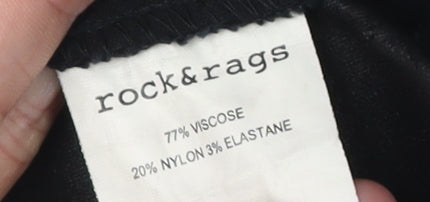 rock&rags
77% VISCOSE
20% NYLON 3% ELASTANE